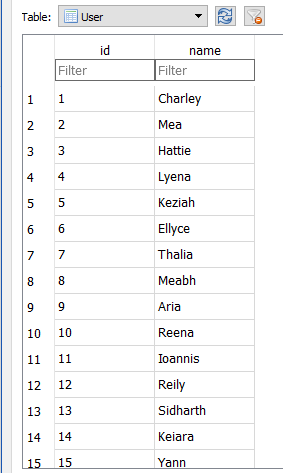 Table: User
id name
Filter Filter
1 1 Charley
2 2 Mea
3 3 Hattie
4 4 Lyena
5 5 Keziah
6 6 Ellyce
7 7 Thalia
8 8 Meabh
9 9 Aria
10 10 Reena
11 11 Ioannis
12 12 Reily
13 13 Sidharth
14 14 Keiara
15 15 Yann